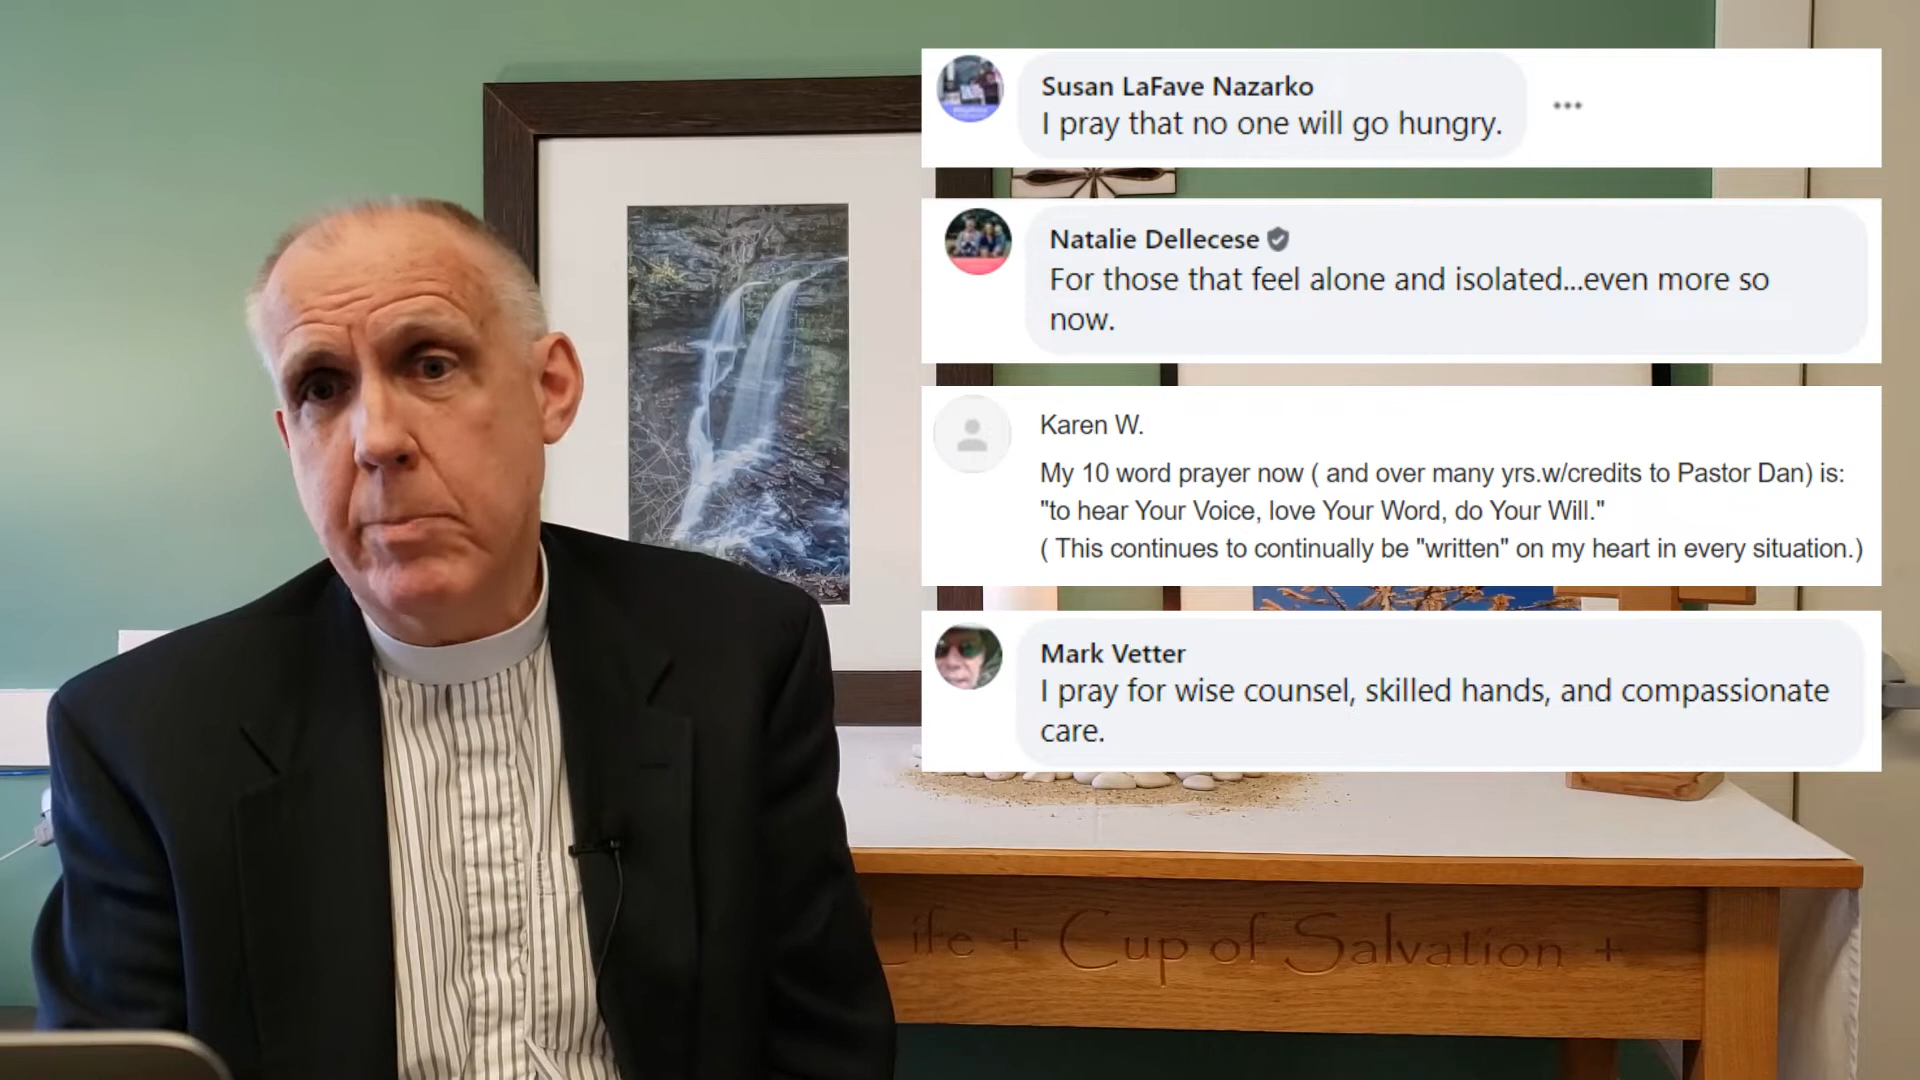 Susan LaFave Nazarko
I pray that no one will go hungry.
Natalie Dellecese
For those that feel alone and isolated...even more so
now.
Karen W.
My 10 word prayer now ( and over many yrs.w/credits to Pastor Dan) is:
"to hear Your Voice, love Your Word, do Your Will."
( This continues to continually be "written" on my heart in every situation.)
Mark Vetter
I pray for wise counsel, skilled hands, and compassionate
care.
Life + Cup of Salvation +